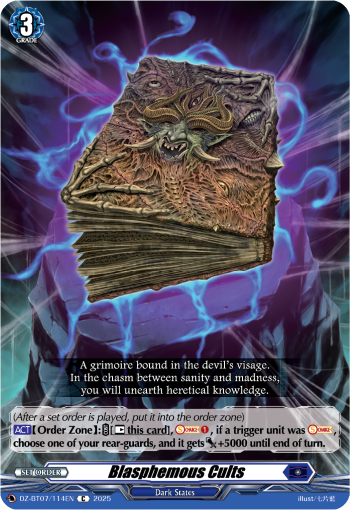 3
GRADE
A grimoire bound in the devil's visage.
In the chasm between sanity and madness,
you will unearth heretical knowledge.
(After a set order is played, put it into the order zone)
ACT【Order Zone】:[this card], 1, if a trigger unit was
choose one of your rear-guards, and it gets +5000 until end of turn.
SET ORDER
Blasphemous Cults
DZ-BT07/114EN C 2025
Dark States
illust/七片藍